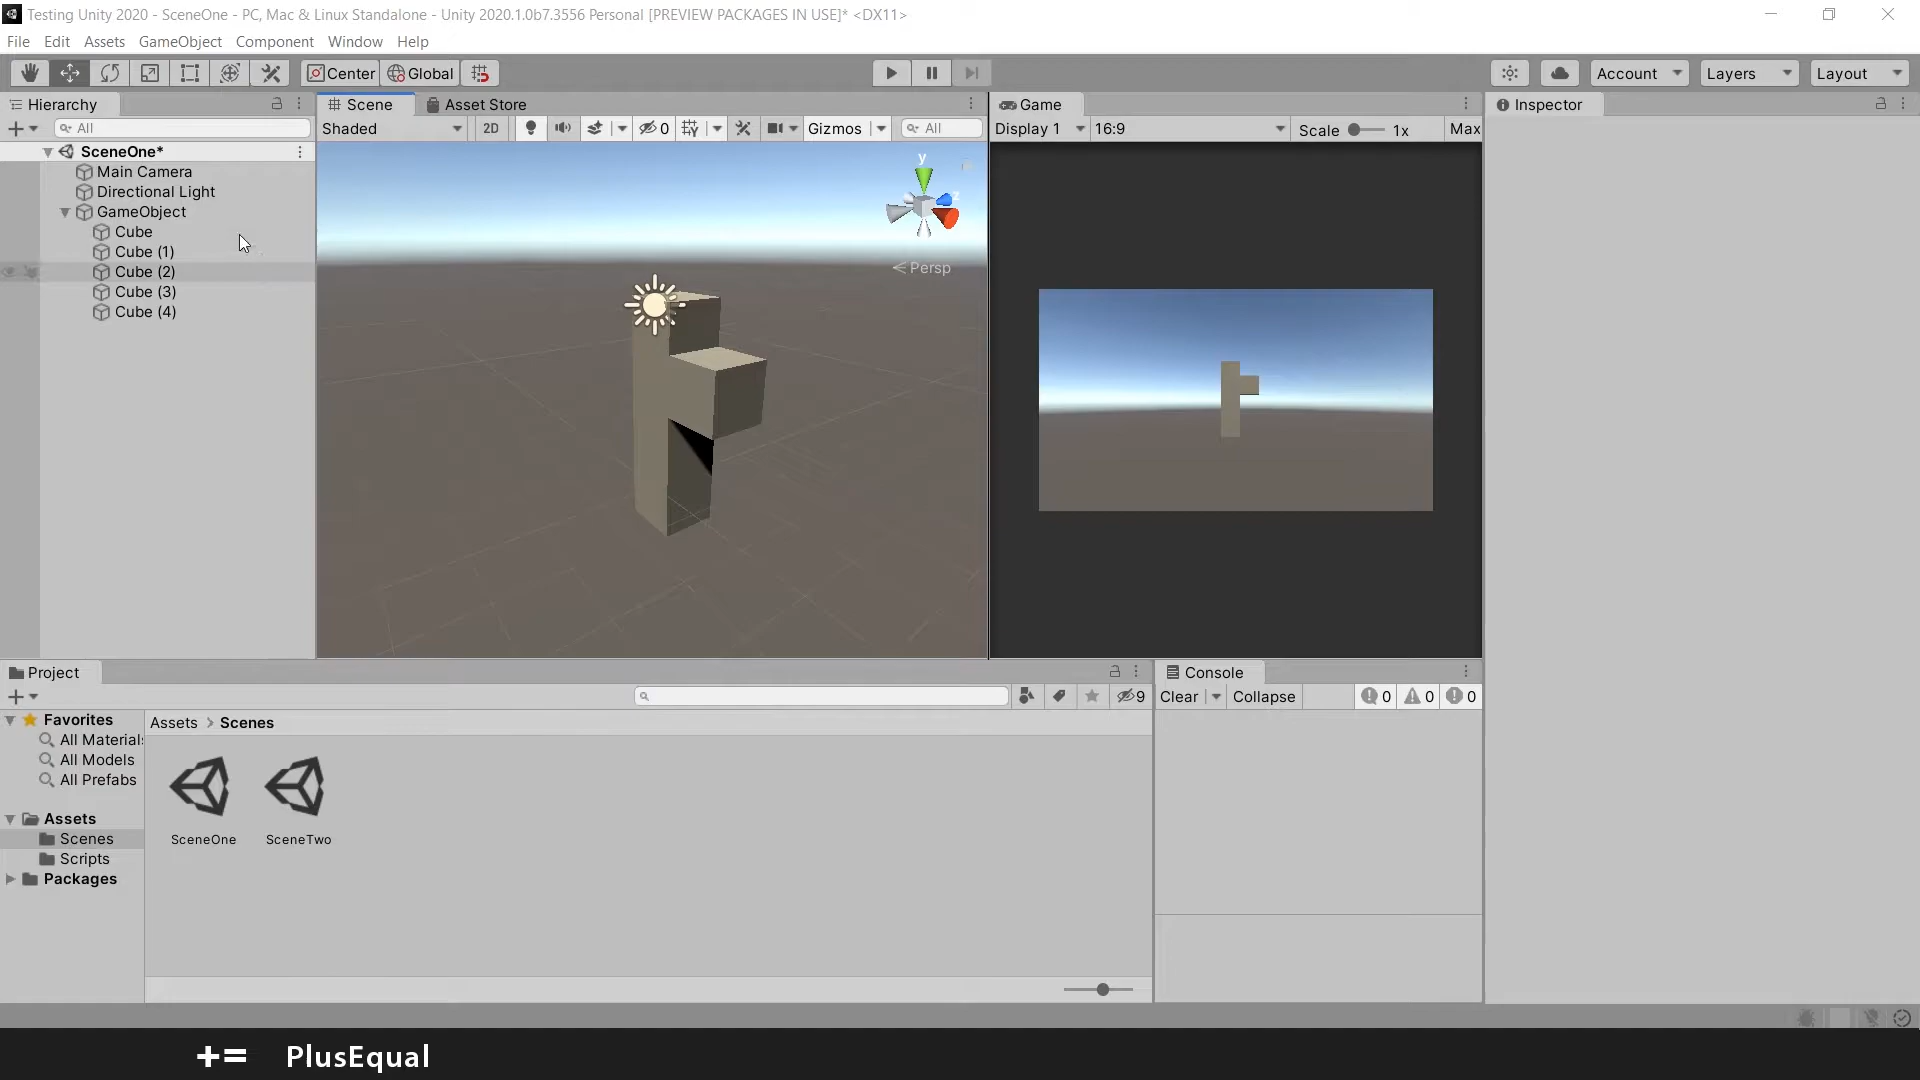 Testing Unity 2020 - SceneOne - PC, Mac & Linux Standalone - Unity 2020.1.0b7.3556 Personal [PREVIEW PACKAGES IN USE]* <DX11>
File Edit Assets GameObject Component Window Help
Center Global Account Layers Layout
Hierarchy Scene Asset Store Game Inspector
All Shaded 2D 0 Gizmos All Display 1 16:9 Scale 1x Max
SceneOne*
Main Camera
Directional Light
GameObject
Cube
Cube (1)
Cube (2)
Cube (3)
Cube (4)
y
z
Persp
Project Console
9 Clear Collapse 0 0 0
Favorites
All Material
All Models
All Prefabs
Assets
Scenes
Scripts
Packages
Assets > Scenes
SceneOne SceneTwo
+= PlusEqual